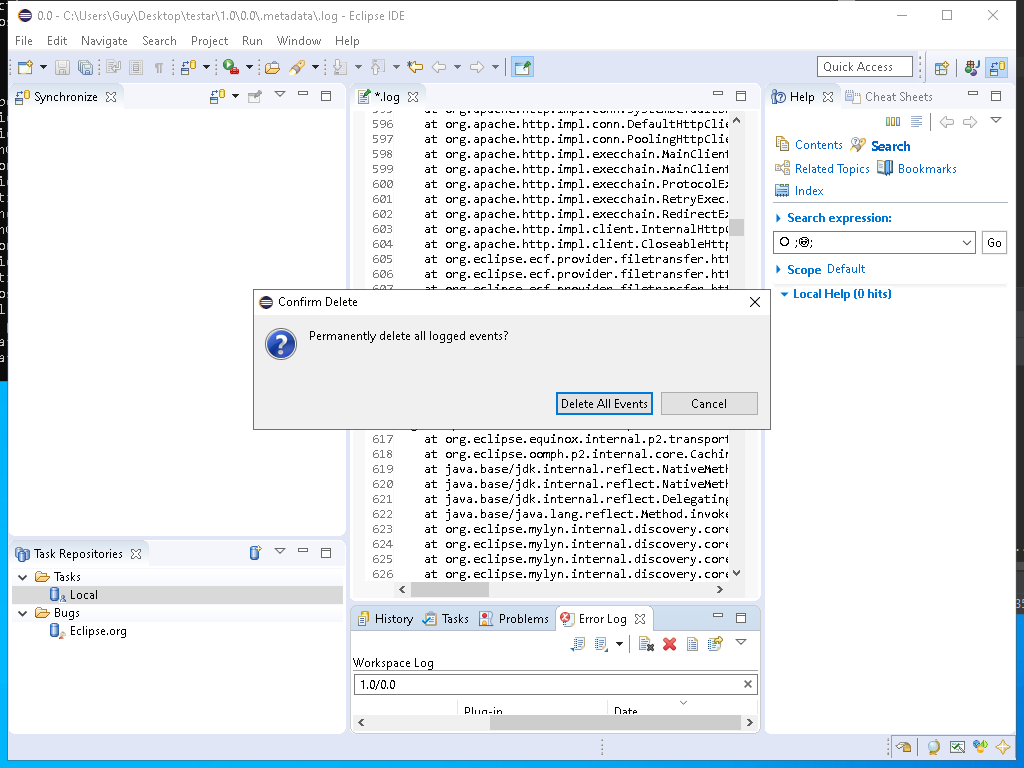 0.0 - C:\Users\Guy\Desktop\testar\1.0\0.0\.metadata\.log - Eclipse IDE
File Edit Navigate Search Project Run Window Help
Quick Access
Synchronize
*.log
Help Cheat Sheets
596 at org.apache.http.impl.conn.DefaultHttpClie
597 at org.apache.http.impl.conn.PoolingHttpClie
598 at org.apache.http.impl.execchain.MainClient
599 at org.apache.http.impl.execchain.MainClient
600 at org.apache.http.impl.execchain.ProtocolEx
601 at org.apache.http.impl.execchain.RetryExec.
602 at org.apache.http.impl.execchain.RedirectEx
603 at org.apache.http.impl.client.InternalHttpC
604 at org.apache.http.impl.client.CloseableHttp
605 at org.eclipse.ecf.provider.filetransfer.htt
606 at org.eclipse.ecf.provider.filetransfer.htt
607 at org.eclipse.ecf.provider.filetransfer.htt
Contents Search
Related Topics Bookmarks
Index
Search expression:
Go
Scope Default
Local Help (0 hits)
Confirm Delete
Permanently delete all logged events?
Delete All Events Cancel
617 at org.eclipse.equinox.internal.p2.transport
618 at org.eclipse.oomph.p2.internal.core.Cachin
619 at java.base/jdk.internal.reflect.NativeMeth
620 at java.base/jdk.internal.reflect.NativeMeth
621 at java.base/jdk.internal.reflect.Delegating
622 at java.base/java.lang.reflect.Method.invoke
623 at org.eclipse.mylyn.internal.discovery.core
624 at org.eclipse.mylyn.internal.discovery.core
625 at org.eclipse.mylyn.internal.discovery.core
626 at org.eclipse.mylyn.internal.discovery.core
Task Repositories
Tasks
Local
Bugs
Eclipse.org
History Tasks Problems Error Log
Workspace Log
1.0/0.0
Plug-in Date